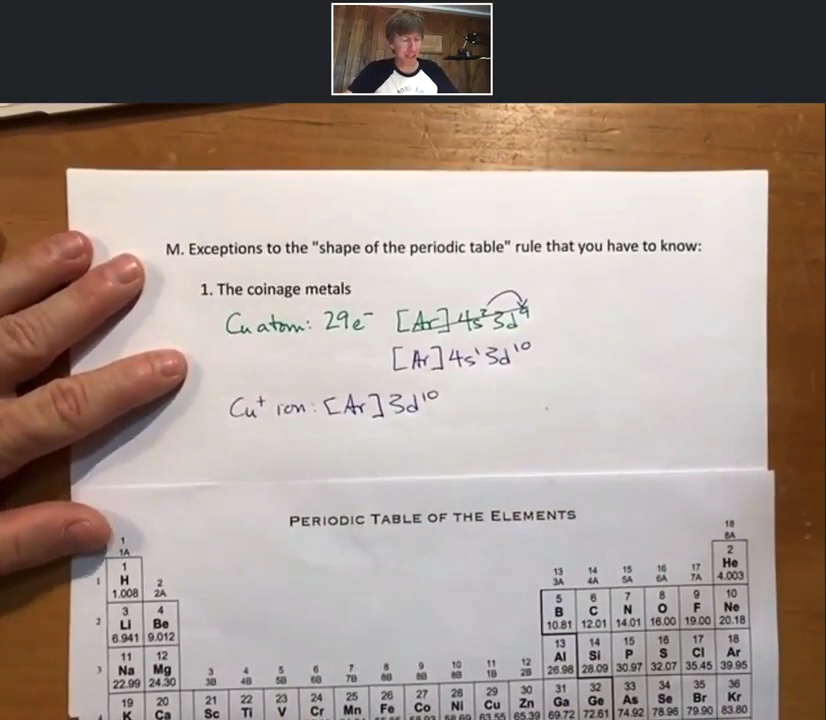 M. Exceptions to the "shape of the periodic table" rule that you have to know:
1. The coinage metals
Cu atom: 29e⁻ [Ar]4s²3d⁹
[Ar]4s¹3d¹⁰
Cu⁺ ion: [Ar]3d¹⁰
PERIODIC TABLE OF THE ELEMENTS
1 18
1A 8A
1 2 13 14 15 16 17 2
H 2A 3A 4A 5A 6A 7A He
1.008 4.003
3 4 5 6 7 8 9 10
Li Be B C N O F Ne
6.941 9.012 10.81 12.01 14.01 16.00 19.00 20.18
11 12 13 14 15 16 17 18
Na Mg 3 4 5 6 7 8 9 10 11 12 Al Si P S Cl Ar
22.99 24.30 3B 4B 5B 6B 7B 8B 8B 8B 1B 2B 26.98 28.09 30.97 32.07 35.45 39.95
19 20 21 22 23 24 25 26 27 28 29 30 31 32 33 34 35 36
K Ca Sc Ti V Cr Mn Fe Co Ni Cu Zn Ga Ge As Se Br Kr
58.69 63.55 65.39 69.72 72.61 74.92 78.96 79.90 83.80